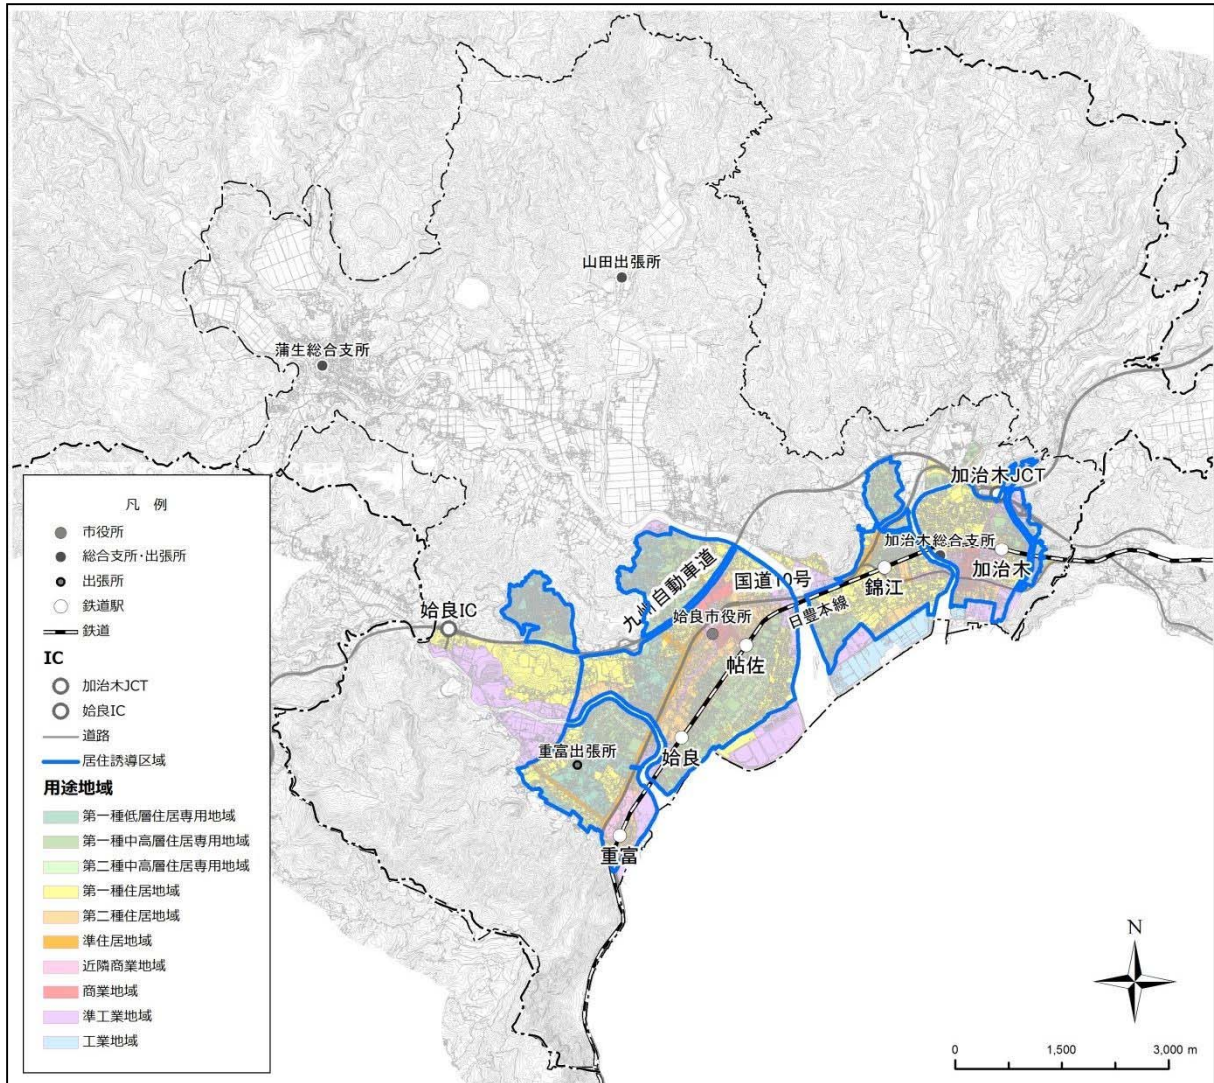 山田出張所
蒲生総合支所
加治木JCT
加治木総合支所
加治木
錦江
九州自動車道
国道10号
日豊本線
姶良IC
姶良市役所
帖佐
重富出張所
姶良
重富
凡 例
市役所
総合支所・出張所
出張所
鉄道駅
鉄道
IC
加治木JCT
姶良IC
道路
居住誘導区域
用途地域
第一種低層住居専用地域
第一種中高層住居専用地域
第二種中高層住居専用地域
第一種住居地域
第二種住居地域
準住居地域
近隣商業地域
商業地域
準工業地域
工業地域
N
0 1,500 3,000 m